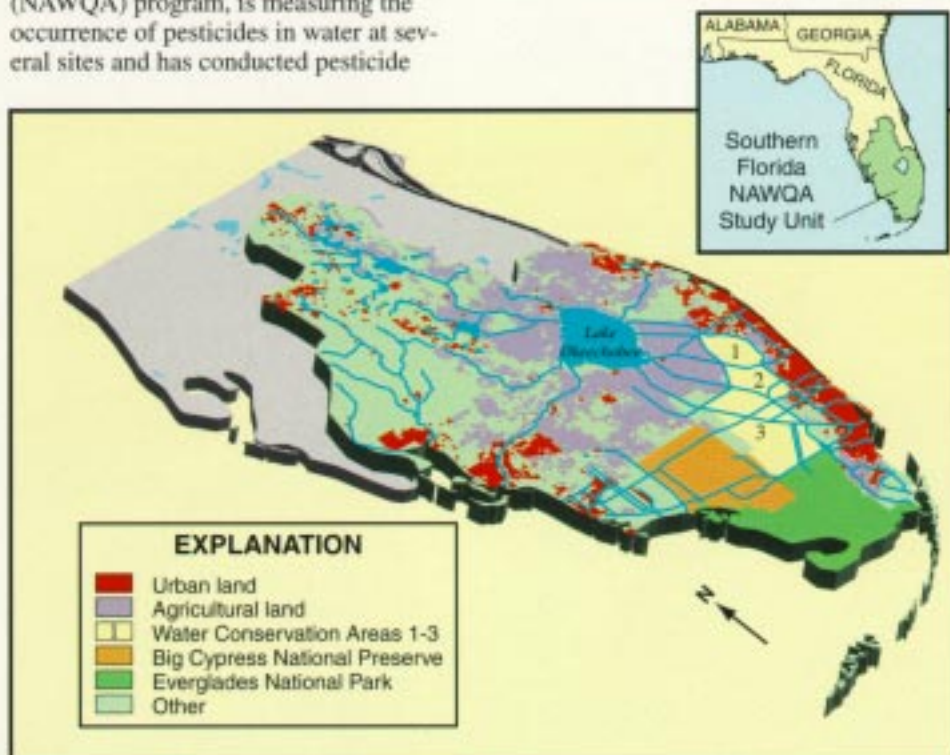 (NAWQA) program, is measuring the
occurrence of pesticides in water at sev-
eral sites and has conducted pesticide
ALABAMA
GEORGIA
FLORIDA
Southern
Florida
NAWQA
Study Unit
Lake
Okeechobee
1
2
3
N
EXPLANATION
Urban land
Agricultural land
Water Conservation Areas 1-3
Big Cypress National Preserve
Everglades National Park
Other